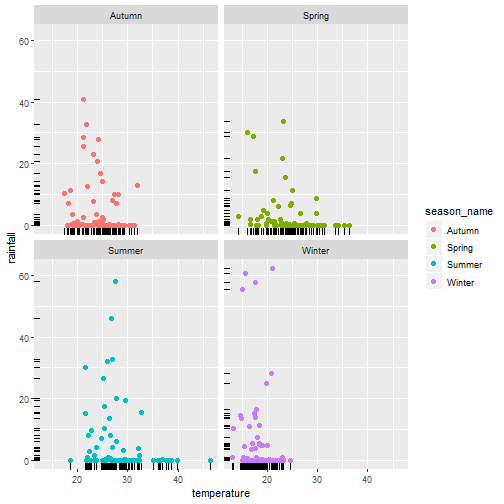 Autumn
Spring
60
40
20
0
Summer
Winter
60
40
20
0
20
30
40
20
30
40
temperature
rainfall
season_name
Autumn
Spring
Summer
Winter